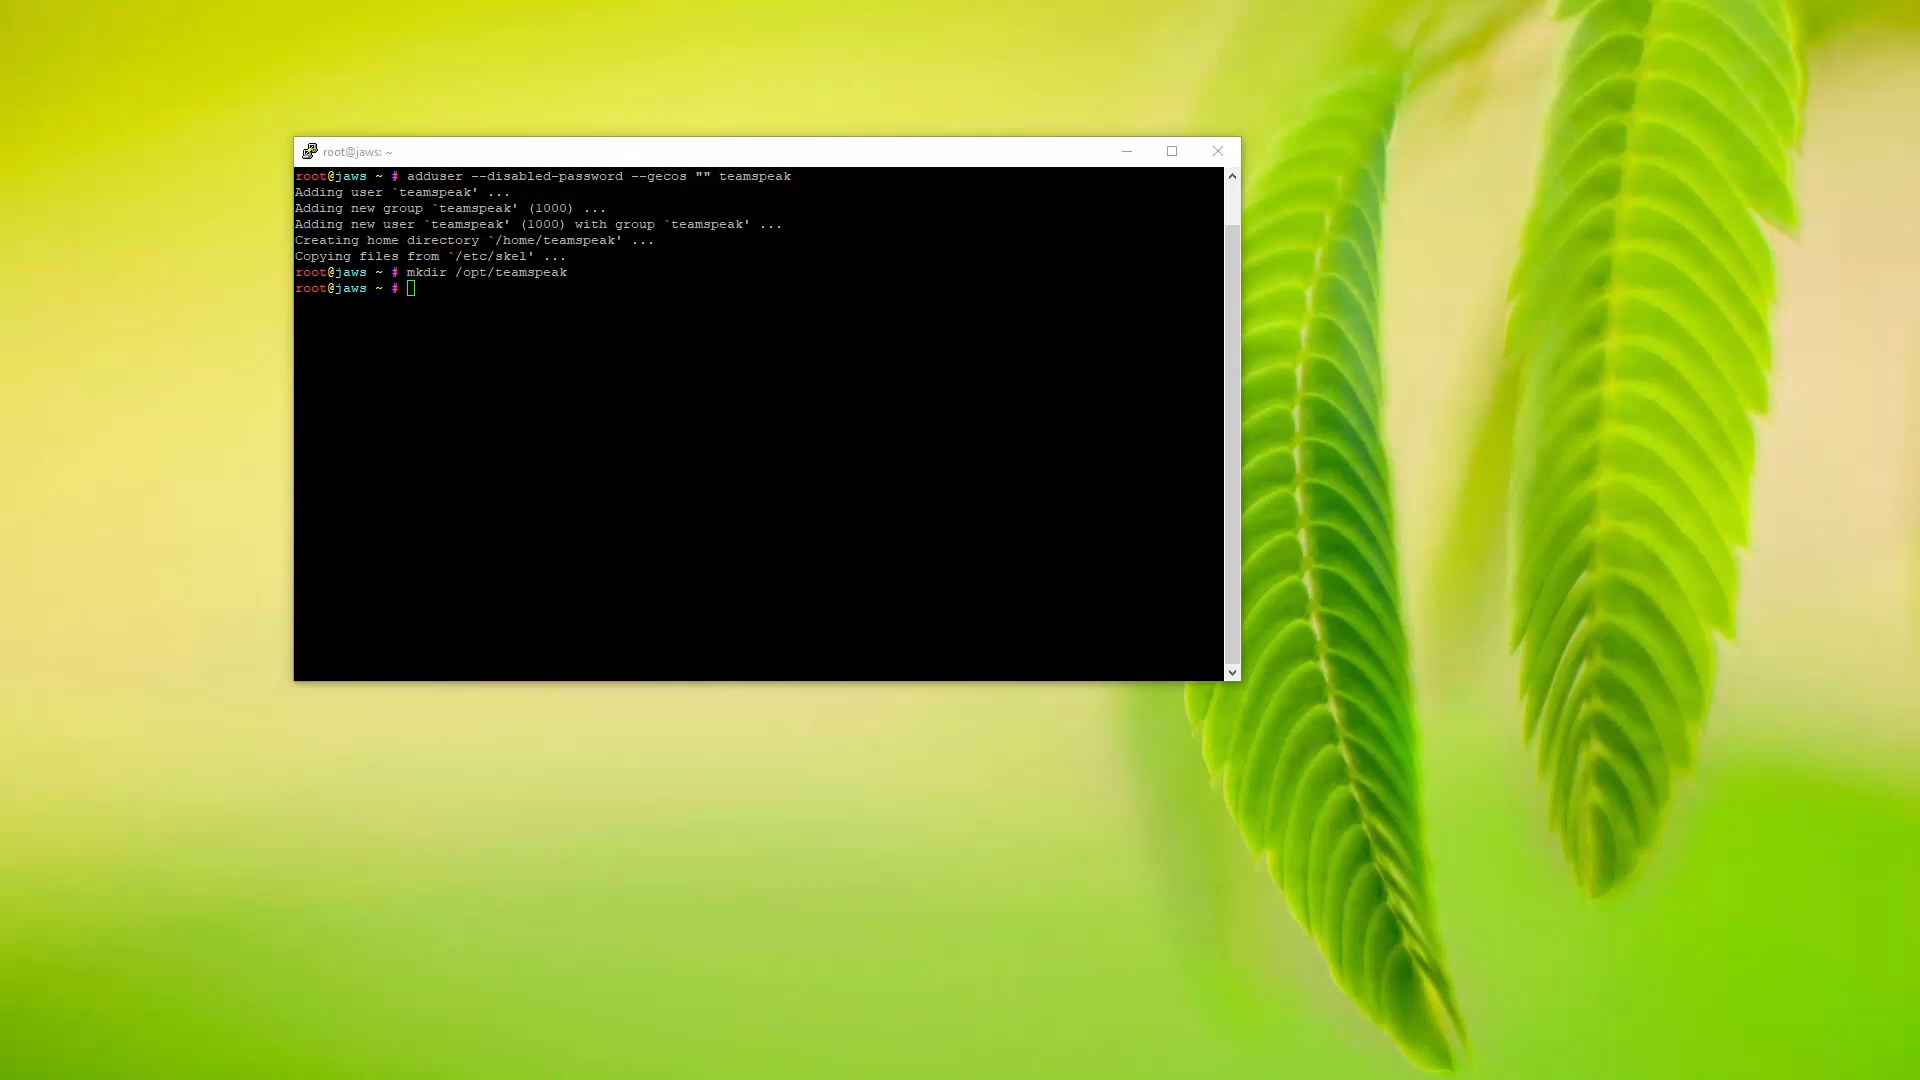 root@jaws: ~
root@jaws ~ # adduser --disabled-password --gecos "" teamspeak
Adding user `teamspeak' ...
Adding new group `teamspeak' (1000) ...
Adding new user `teamspeak' (1000) with group `teamspeak' ...
Creating home directory `/home/teamspeak' ...
Copying files from `/etc/skel' ...
root@jaws ~ # mkdir /opt/teamspeak
root@jaws ~ #